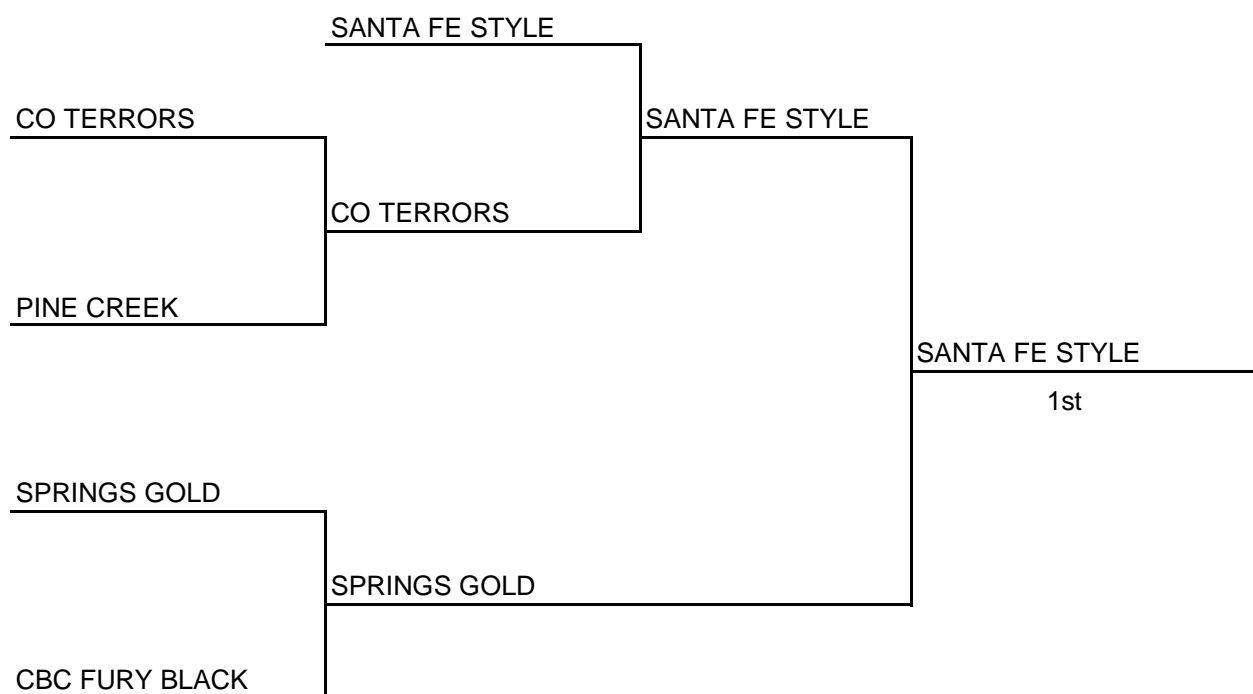 SANTA FE STYLE
CO TERRORS
SANTA FE STYLE
CO TERRORS
PINE CREEK
SANTA FE STYLE
1st
SPRINGS GOLD
SPRINGS GOLD
CBC FURY BLACK